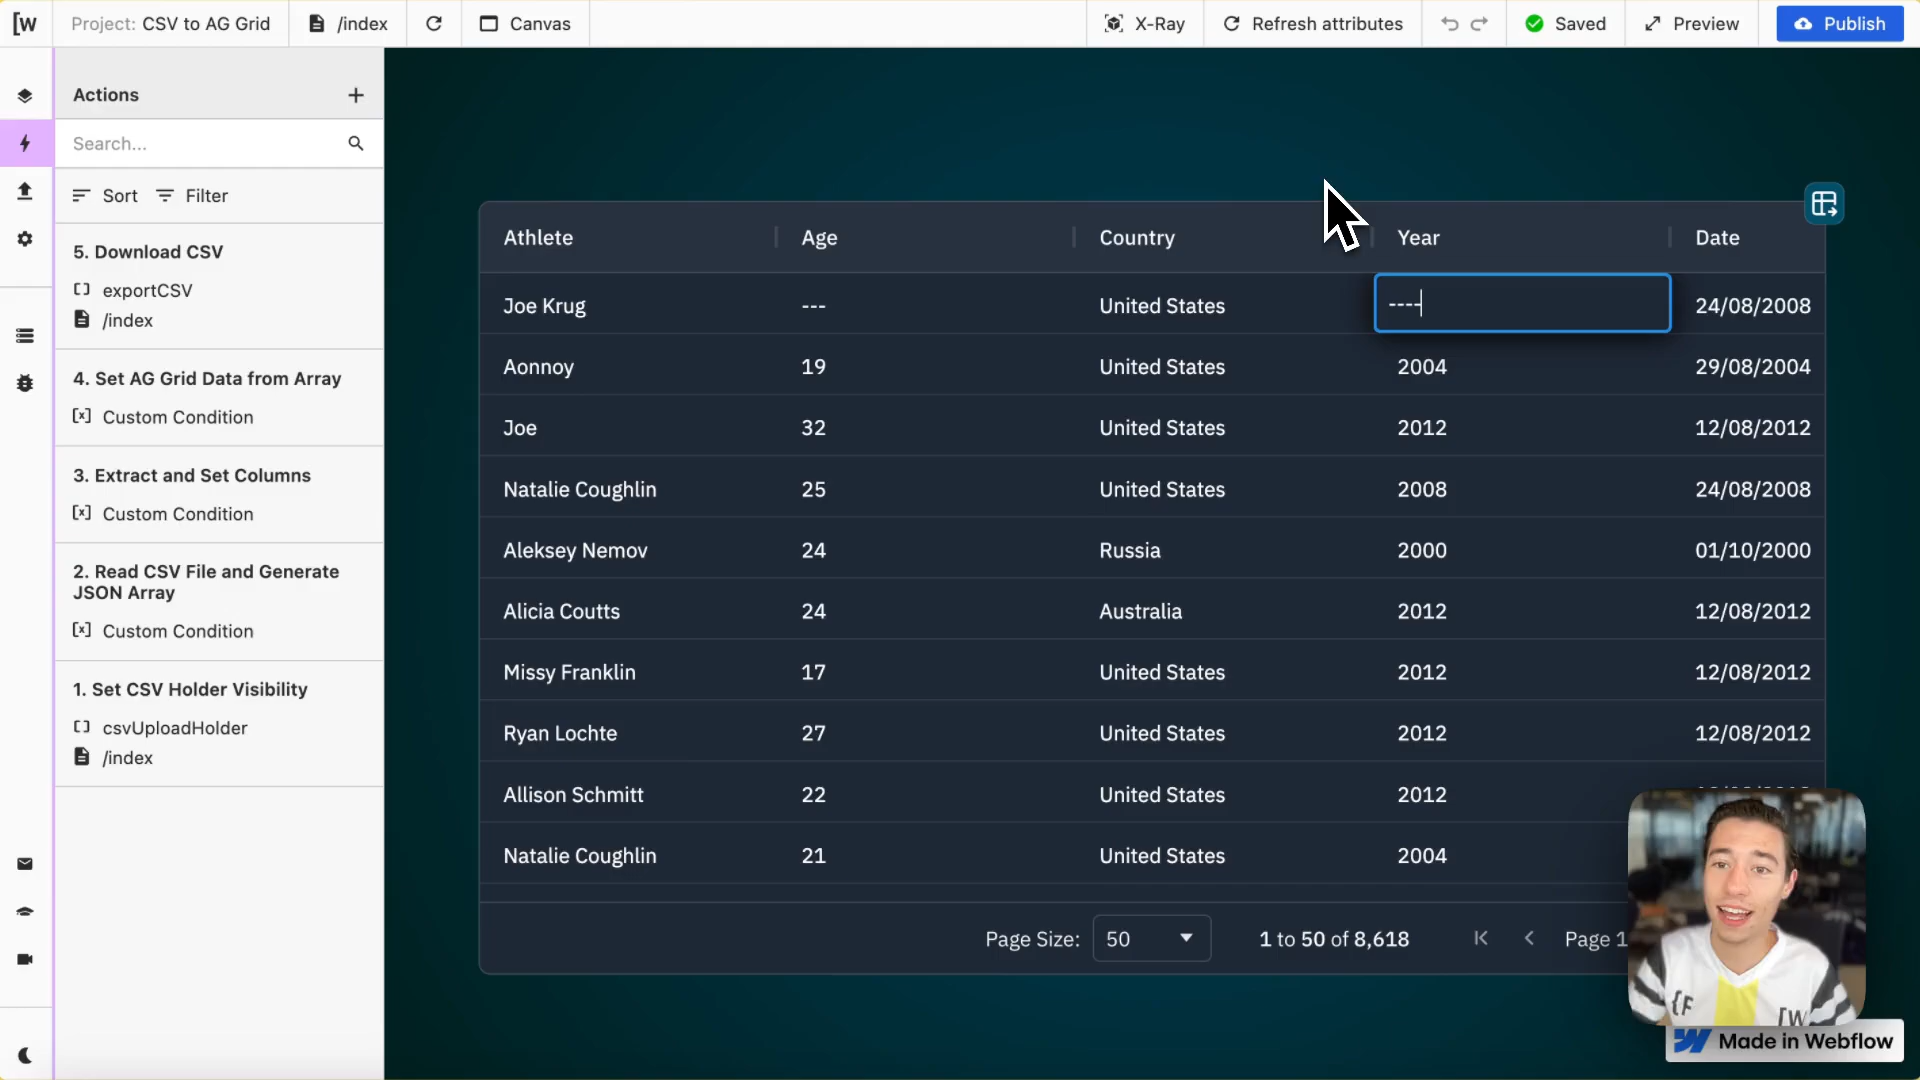 [W
Project: CSV to AG Grid
/index
Canvas
X-Ray
Refresh attributes
Saved
Preview
Publish
Actions
Search...
Sort
Filter
5. Download CSV
exportCSV
/index
4. Set AG Grid Data from Array
Custom Condition
3. Extract and Set Columns
Custom Condition
2. Read CSV File and Generate
JSON Array
Custom Condition
1. Set CSV Holder Visibility
csvUploadHolder
/index
Athlete Age Country Year Date
Joe Krug --- United States ---- 24/08/2008
Aonnoy 19 United States 2004 29/08/2004
Joe 32 United States 2012 12/08/2012
Natalie Coughlin 25 United States 2008 24/08/2008
Aleksey Nemov 24 Russia 2000 01/10/2000
Alicia Coutts 24 Australia 2012 12/08/2012
Missy Franklin 17 United States 2012 12/08/2012
Ryan Lochte 27 United States 2012 12/08/2012
Allison Schmitt 22 United States 2012
Natalie Coughlin 21 United States 2004
Page Size: 50 1 to 50 of 8,618 Page 1
{F [W
Made in Webflow